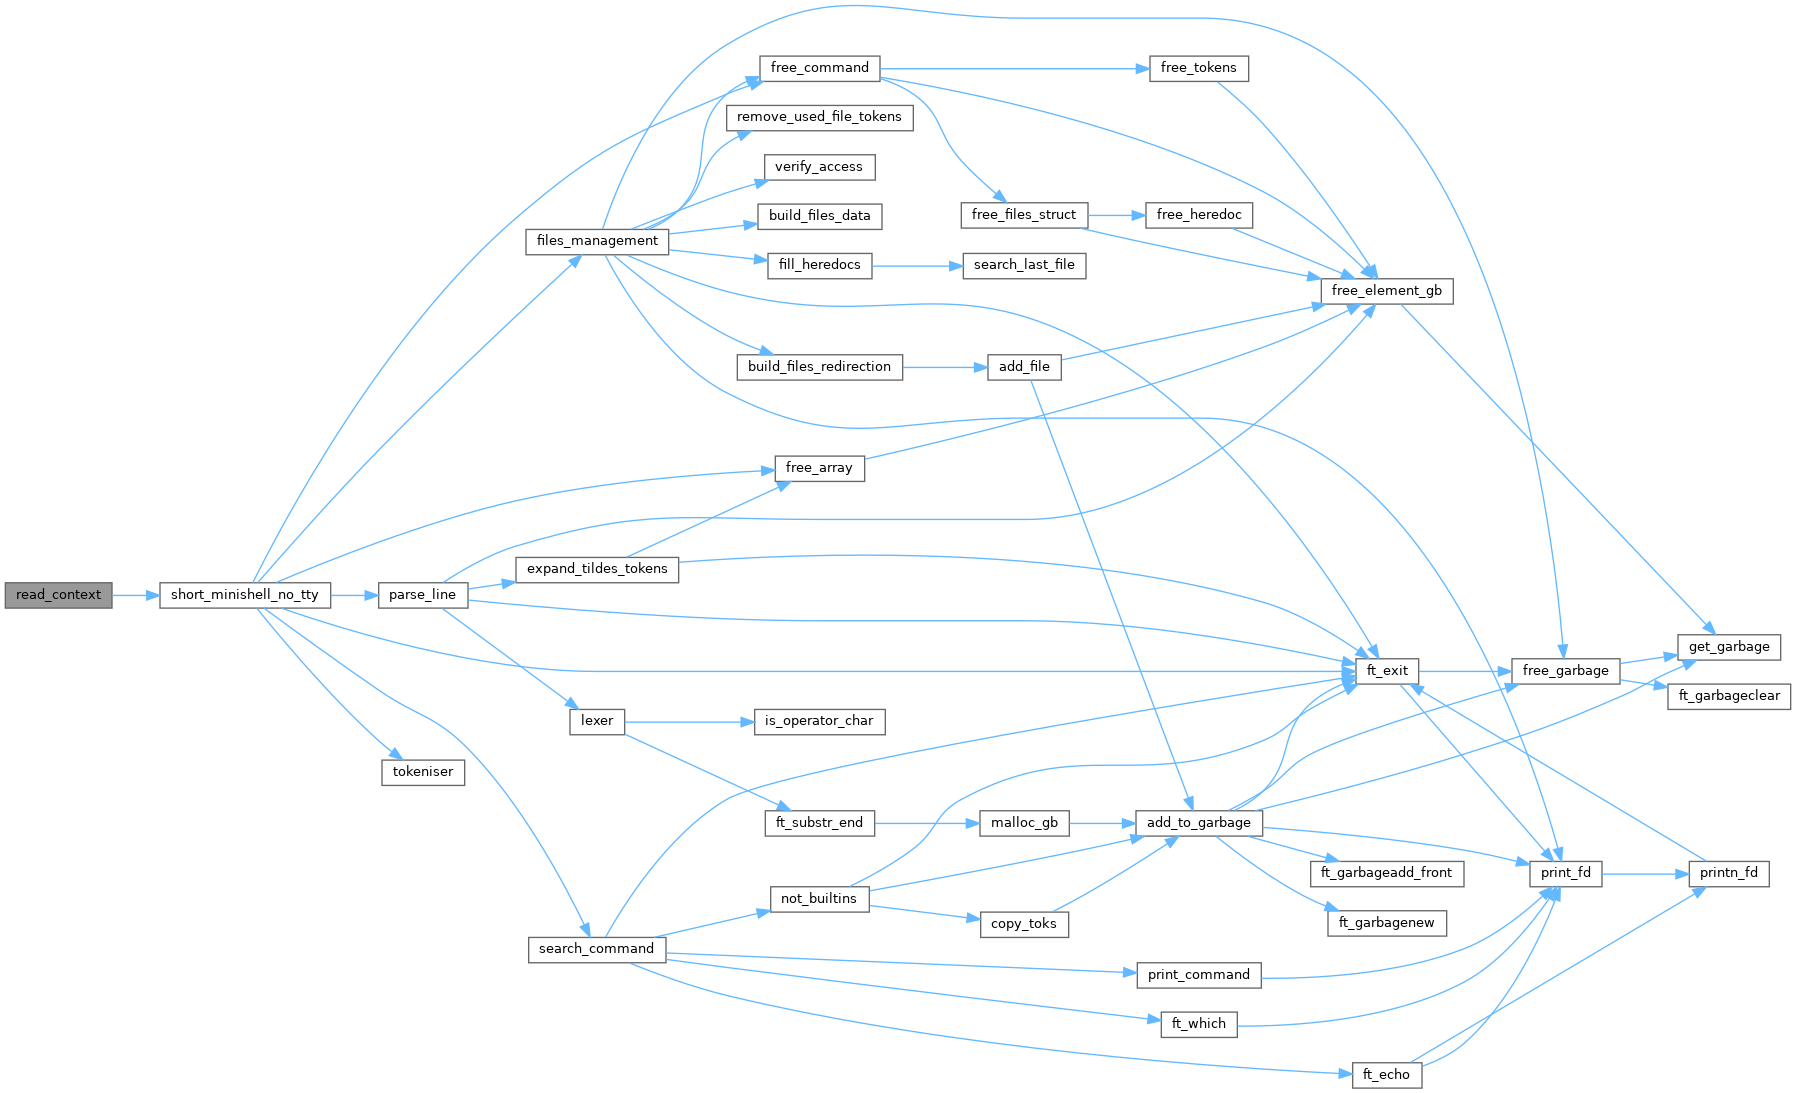 read_context
short_minishell_no_tty
files_management
parse_line
tokeniser
search_command
expand_tildes_tokens
lexer
free_command
remove_used_file_tokens
verify_access
build_files_data
fill_heredocs
build_files_redirection
free_array
is_operator_char
ft_substr_end
not_builtins
free_files_struct
search_last_file
add_file
malloc_gb
copy_toks
free_tokens
free_heredoc
add_to_garbage
print_command
ft_which
free_element_gb
ft_exit
ft_garbageadd_front
ft_garbagenew
ft_echo
free_garbage
print_fd
get_garbage
ft_garbageclear
printn_fd